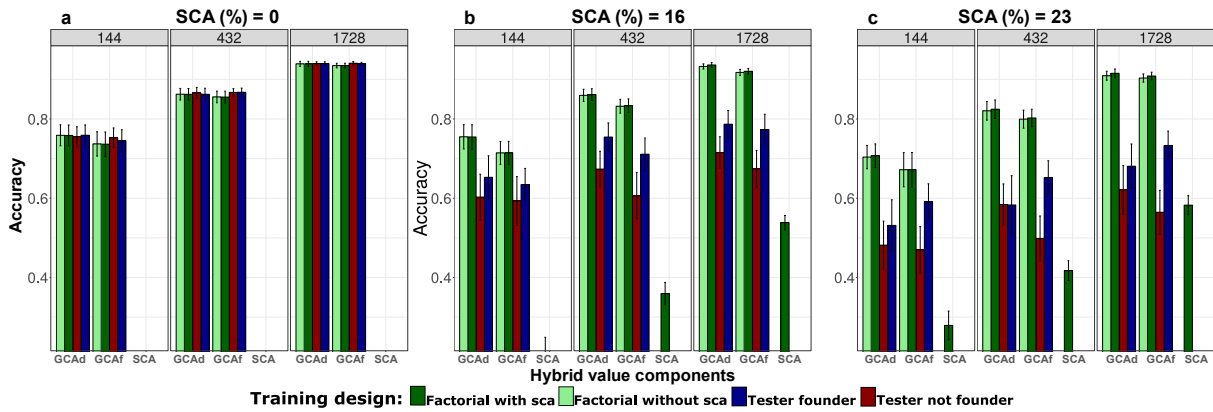 a SCA (%) = 0
b SCA (%) = 16
c SCA (%) = 23
144 432 1728
144 432 1728
144 432 1728
Accuracy
0.8
0.6
0.4
Accuracy
0.8
0.6
0.4
0.8
0.6
0.4
GCAd GCAf SCA GCAd GCAf SCA GCAd GCAf SCA
GCAd GCAf SCA GCAd GCAf SCA GCAd GCAf SCA
GCAd GCAf SCA GCAd GCAf SCA GCAd GCAf SCA
Hybrid value components
Training design: Factorial with sca Factorial without sca Tester founder Tester not founder